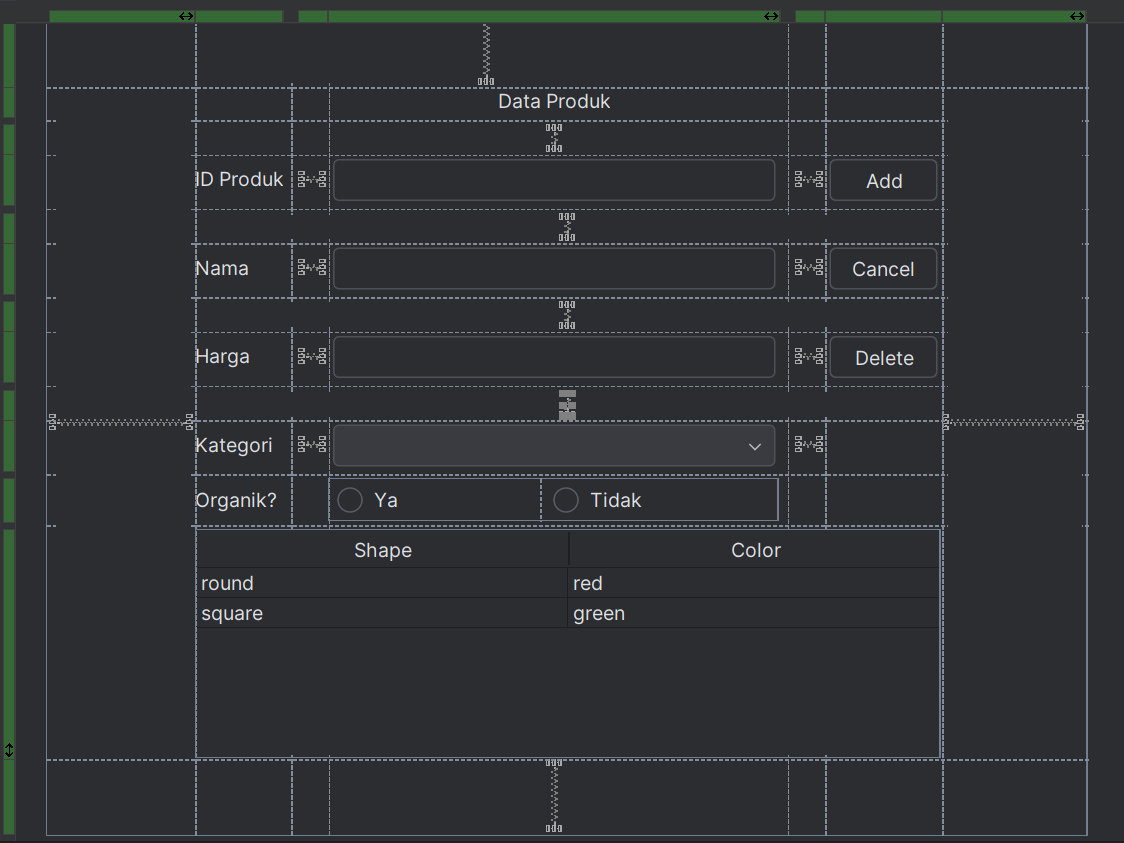 Data Produk
ID Produk Add
Nama Cancel
Harga Delete
Kategori
Organik? Ya Tidak
Shape Color
round red
square green